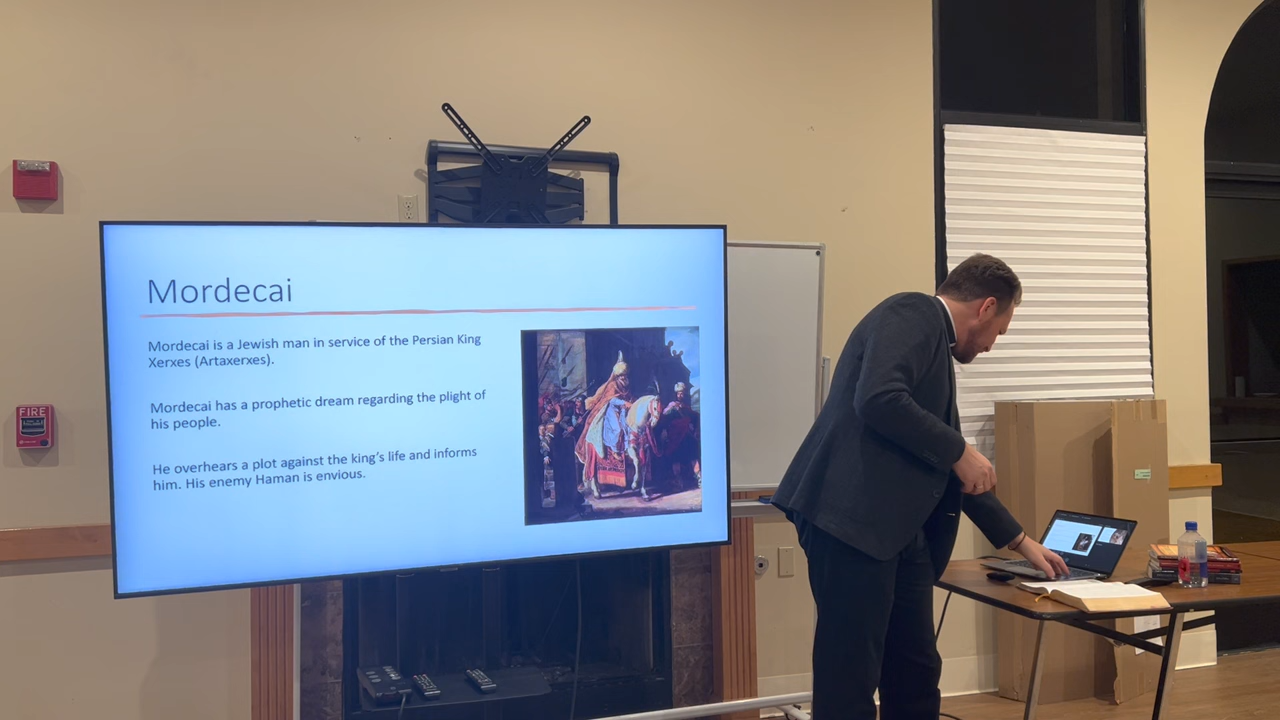 FIRE
Mordecai
Mordecai is a Jewish man in service of the Persian King
Xerxes (Artaxerxes).
Mordecai has a prophetic dream regarding the plight of
his people.
He overhears a plot against the king's life and informs
him. His enemy Haman is envious.